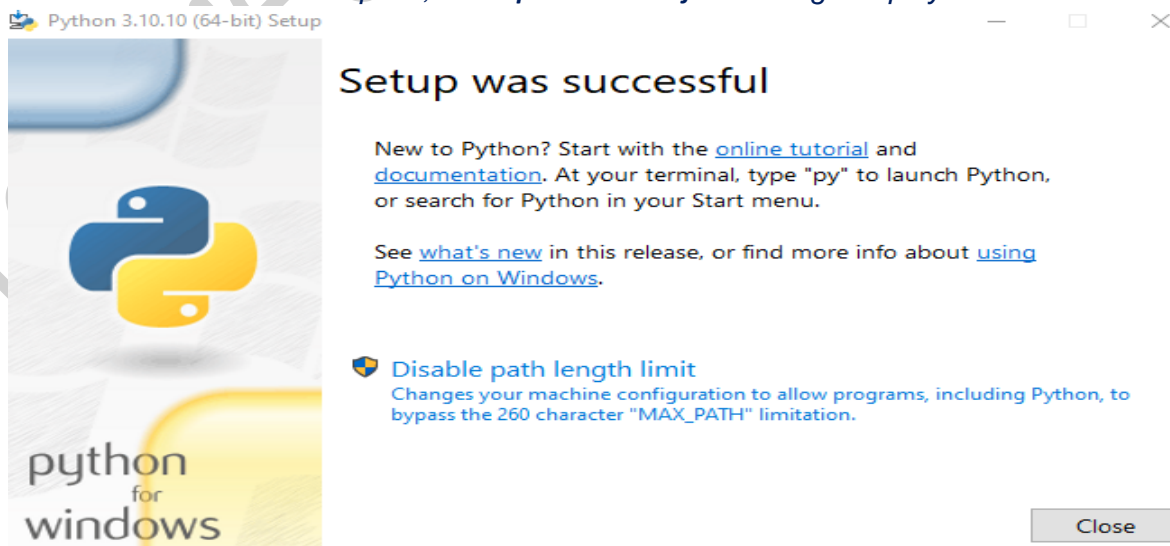 Python 3.10.10 (64-bit) Setup
Setup was successful
New to Python? Start with the online tutorial and
documentation. At your terminal, type "py" to launch Python,
or search for Python in your Start menu.
See what's new in this release, or find more info about using
Python on Windows.
Disable path length limit
Changes your machine configuration to allow programs, including Python, to
bypass the 260 character "MAX_PATH" limitation.
python
for
windows
Close